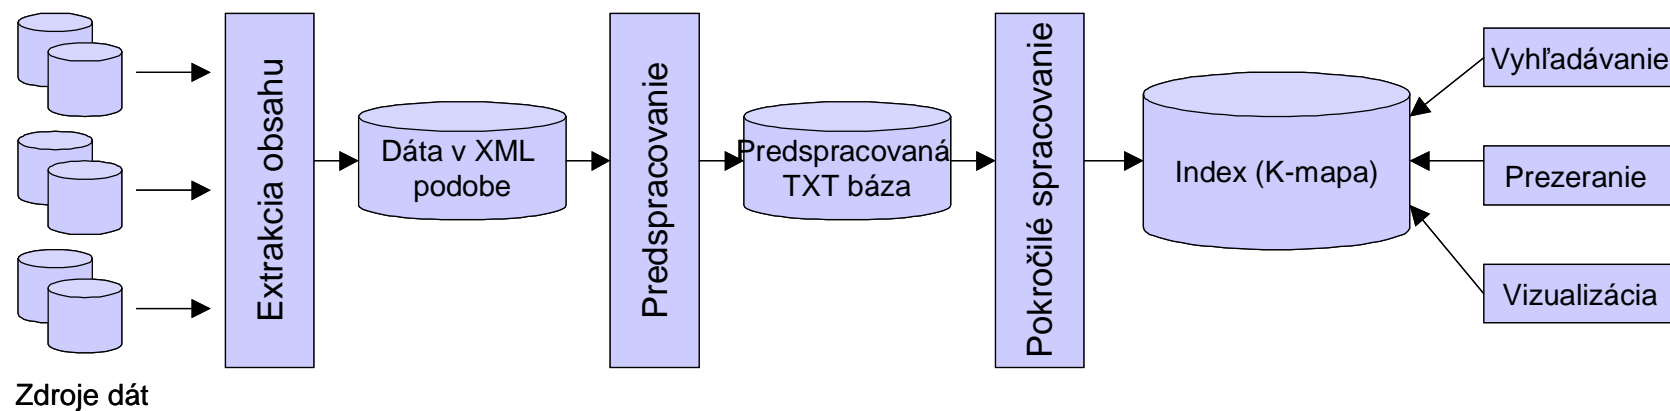 Zdroje dát
Extrakcia obsahu
Dáta v XML
podobe
Predspracovanie
Predspracovaná
TXT báza
Pokročilé spracovanie
Index (K-mapa)
Vyhľadávanie
Prezeranie
Vizualizácia